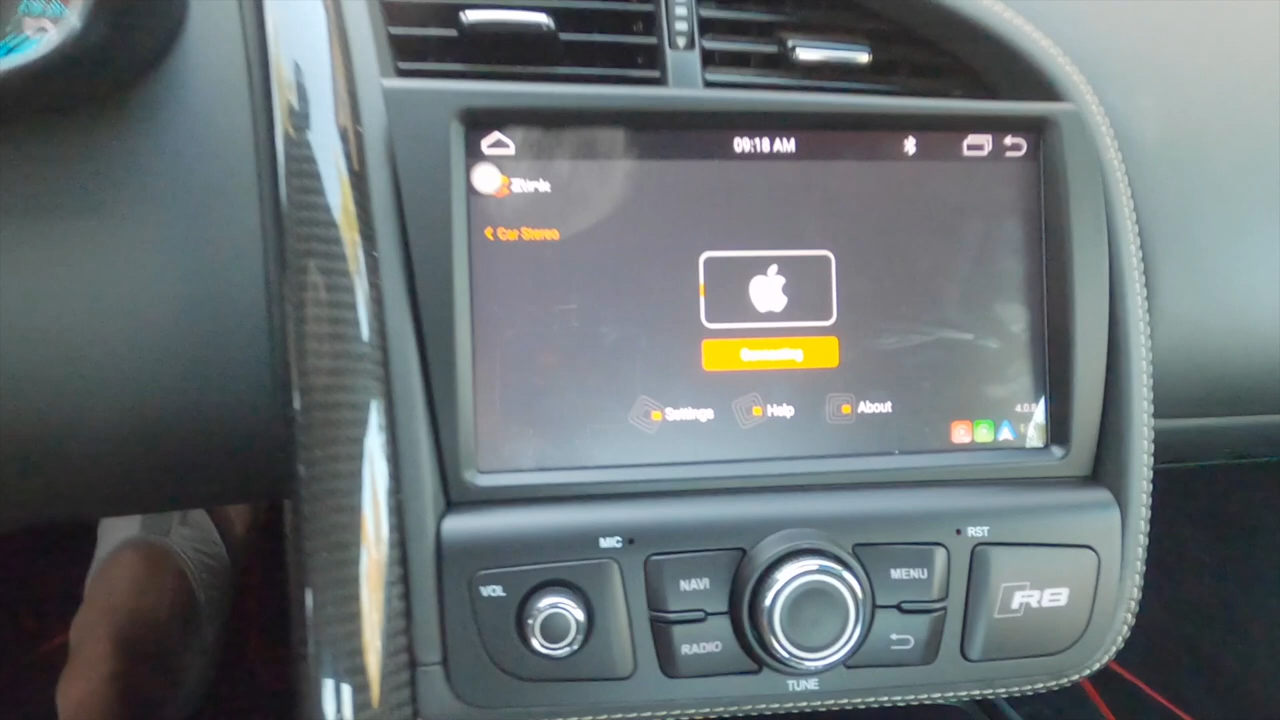 09:18 AM
Zlink
Car Stereo
Connecting
Settings
Help
About
MIC
RST
VOL
NAVI
MENU
R8
RADIO
TUNE